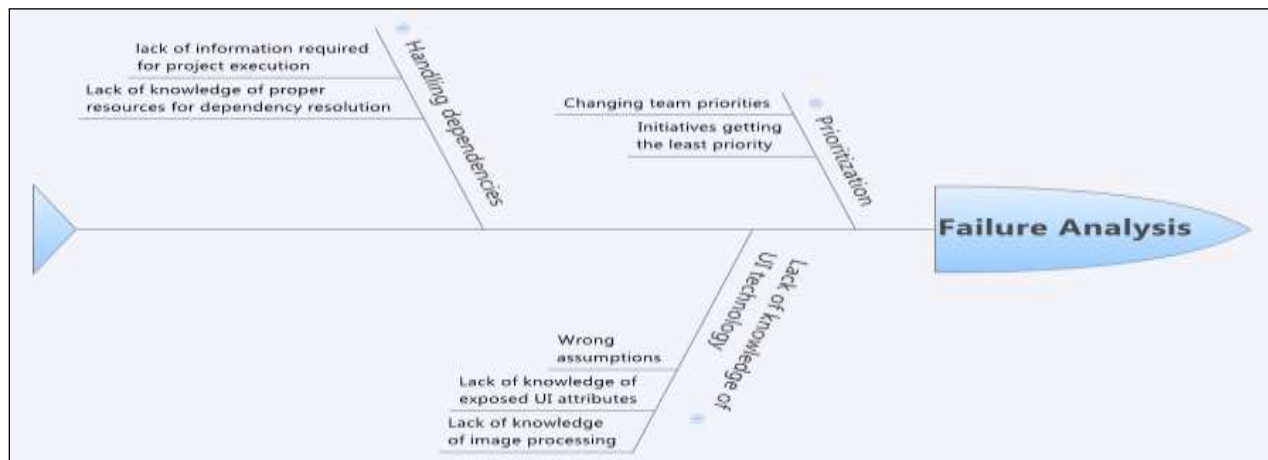 lack of information required
for project execution
Lack of knowledge of proper
resources for dependency resolution
Handling dependencies
Changing team priorities
Initiatives getting
the least priority
Prioritization
Failure Analysis
Lack of knowledge of
UI technology
Wrong
assumptions
Lack of knowledge of
exposed UI attributes
Lack of knowledge
of image processing